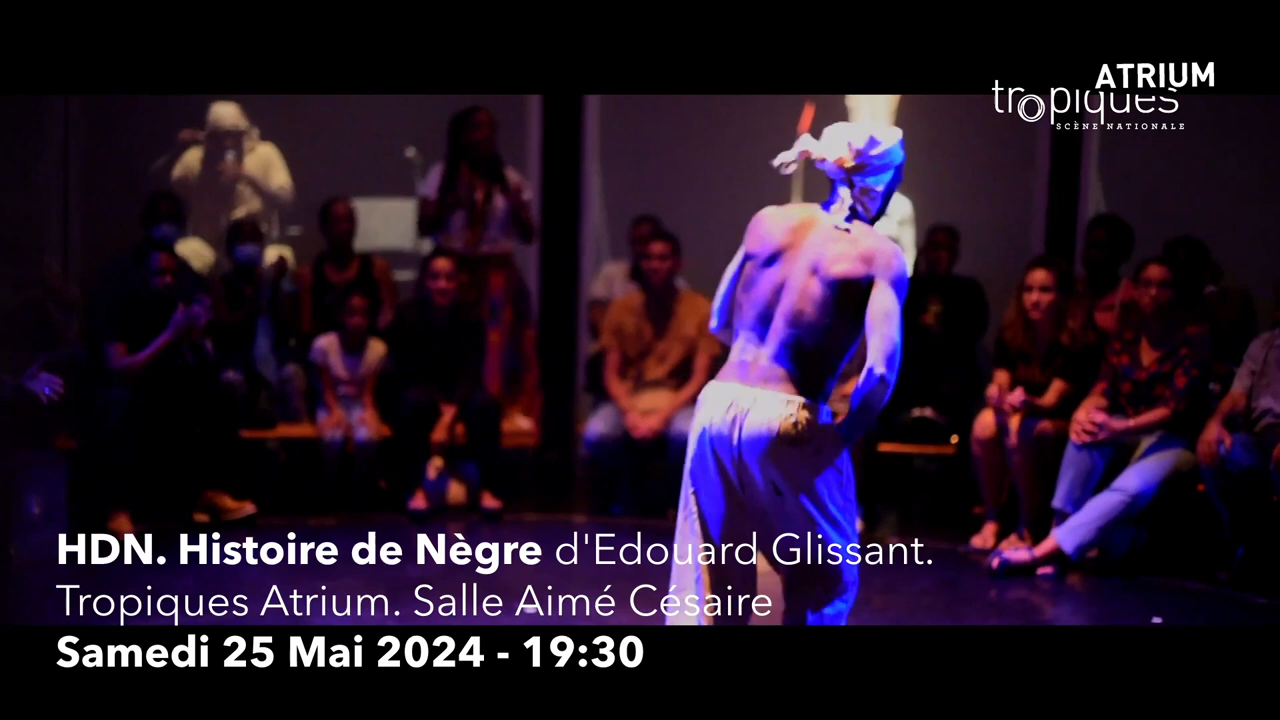 ATRIUM
tropiques
SCÈNE NATIONALE
HDN. Histoire de Nègre d'Edouard Glissant.
Tropiques Atrium. Salle Aimé Césaire
Samedi 25 Mai 2024 - 19:30